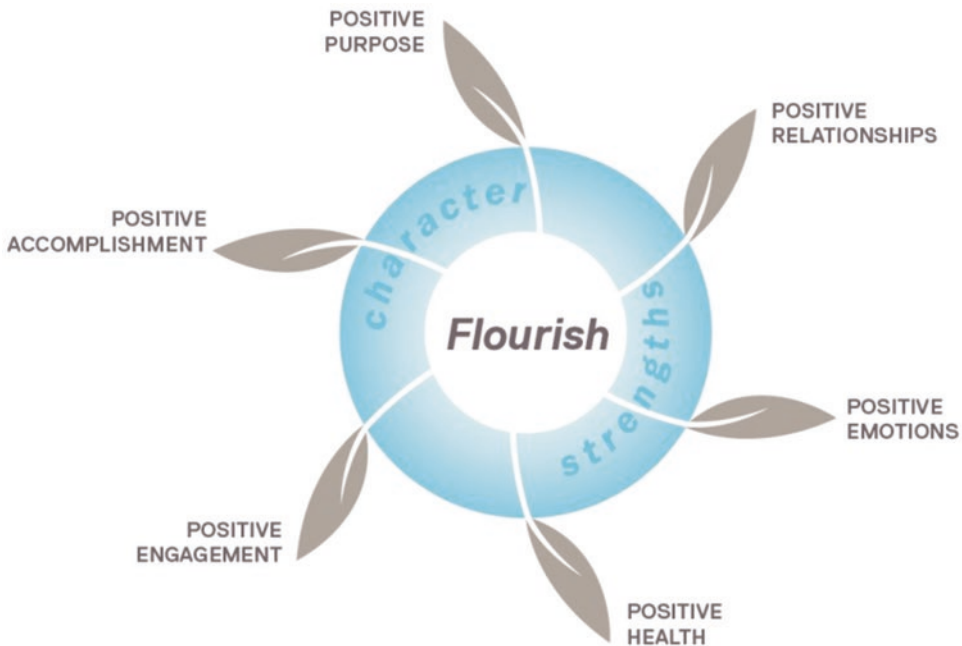 POSITIVE
PURPOSE
POSITIVE
RELATIONSHIPS
character
POSITIVE
ACCOMPLISHMENT
Flourish
strengths
POSITIVE
EMOTIONS
POSITIVE
ENGAGEMENT
POSITIVE
HEALTH